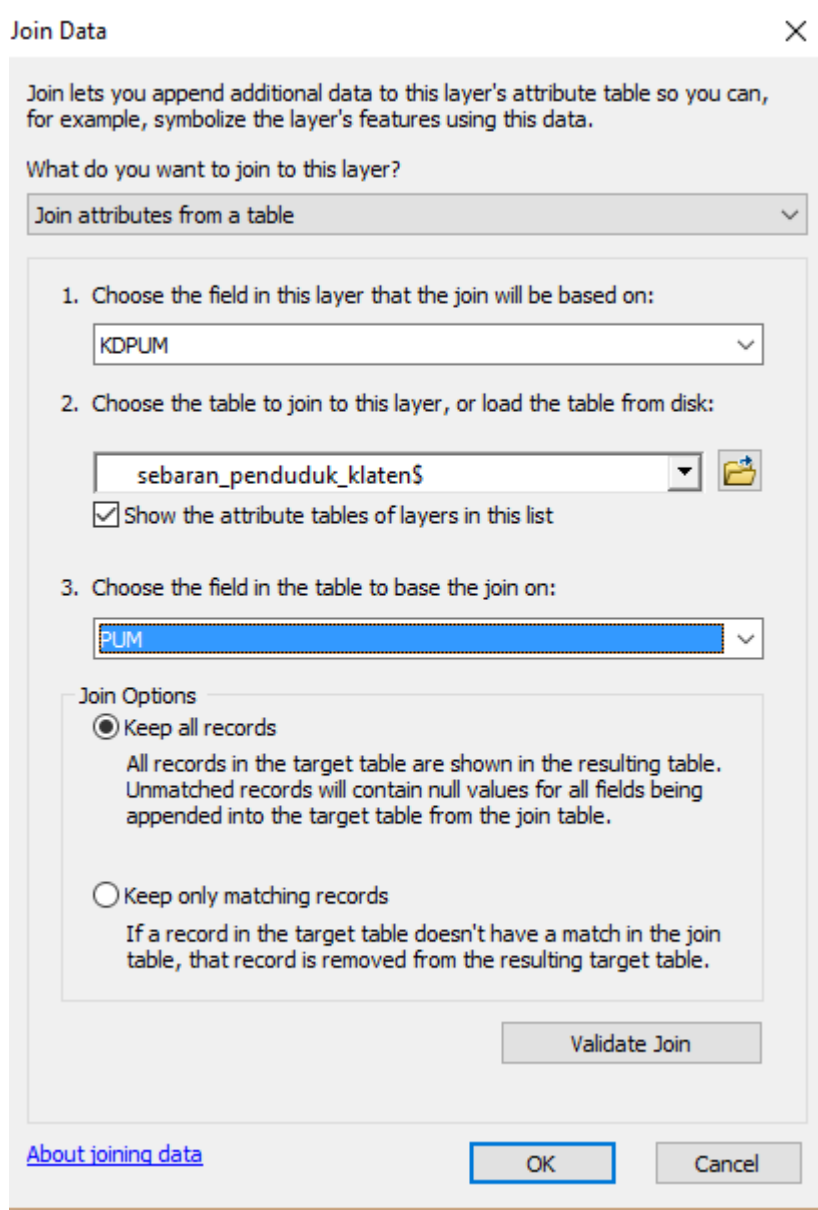 Join Data
Join lets you append additional data to this layer's attribute table so you can,
for example, symbolize the layer's features using this data.
What do you want to join to this layer?
Join attributes from a table
1. Choose the field in this layer that the join will be based on:
KDPUM
2. Choose the table to join to this layer, or load the table from disk:
sebaran_penduduk_klaten$
Show the attribute tables of layers in this list
3. Choose the field in the table to base the join on:
PUM
Join Options
Keep all records
All records in the target table are shown in the resulting table.
Unmatched records will contain null values for all fields being
appended into the target table from the join table.
Keep only matching records
If a record in the target table doesn't have a match in the join
table, that record is removed from the resulting target table.
Validate Join
About joining data
OK
Cancel